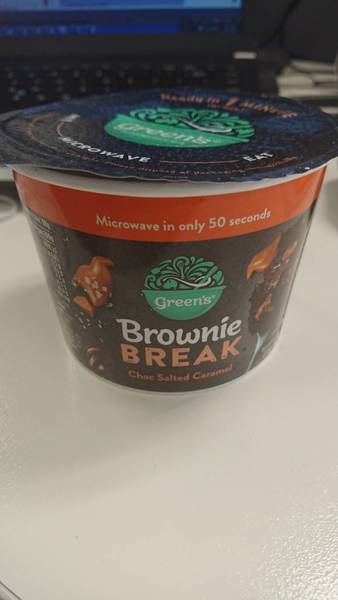 Ready in 1 MINUTE
Green's
MICROWAVE
EAT
Microwave in only 50 seconds
Green's
Brownie
BREAK
Choc Salted Caramel